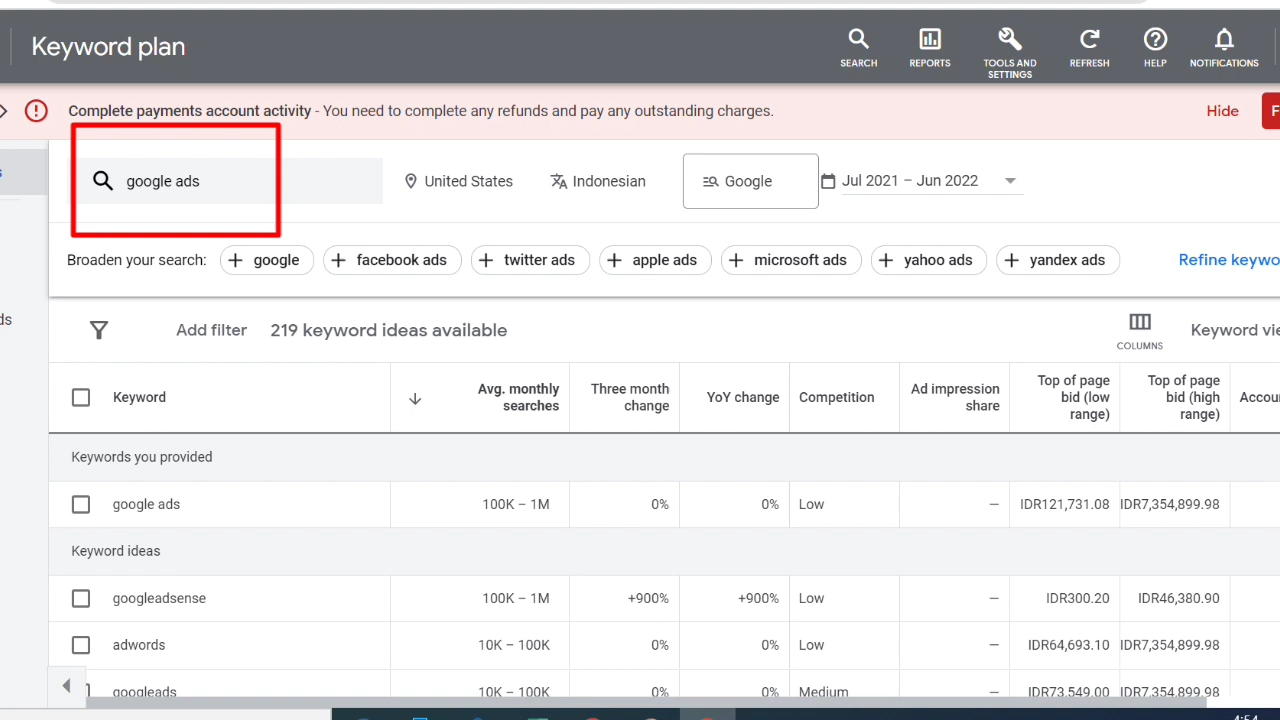 Keyword plan
SEARCH
REPORTS
TOOLS AND
SETTINGS
REFRESH
HELP
NOTIFICATIONS
Complete payments account activity - You need to complete any refunds and pay any outstanding charges.
Hide
F
google ads
United States
Indonesian
Google
Jul 2021 – Jun 2022
Broaden your search:
google
facebook ads
twitter ads
apple ads
microsoft ads
yahoo ads
yandex ads
Refine keywo
ds
Add filter
219 keyword ideas available
COLUMNS
Keyword vie
Keyword
Avg. monthly
searches
Three month
change
YoY change
Competition
Ad impression
share
Top of page
bid (low
range)
Top of page
bid (high
range)
Accou
Keywords you provided
google ads 100K – 1M 0% 0% Low — IDR121,731.08 IDR7,354,899.98
Keyword ideas
googleadsense 100K – 1M +900% +900% Low — IDR300.20 IDR46,380.90
adwords 10K – 100K 0% 0% Low — IDR64,693.10 IDR7,354,899.98
googleads 10K – 100K 0% 0% Medium — IDR73,549.00 IDR7,354,899.98
4:54